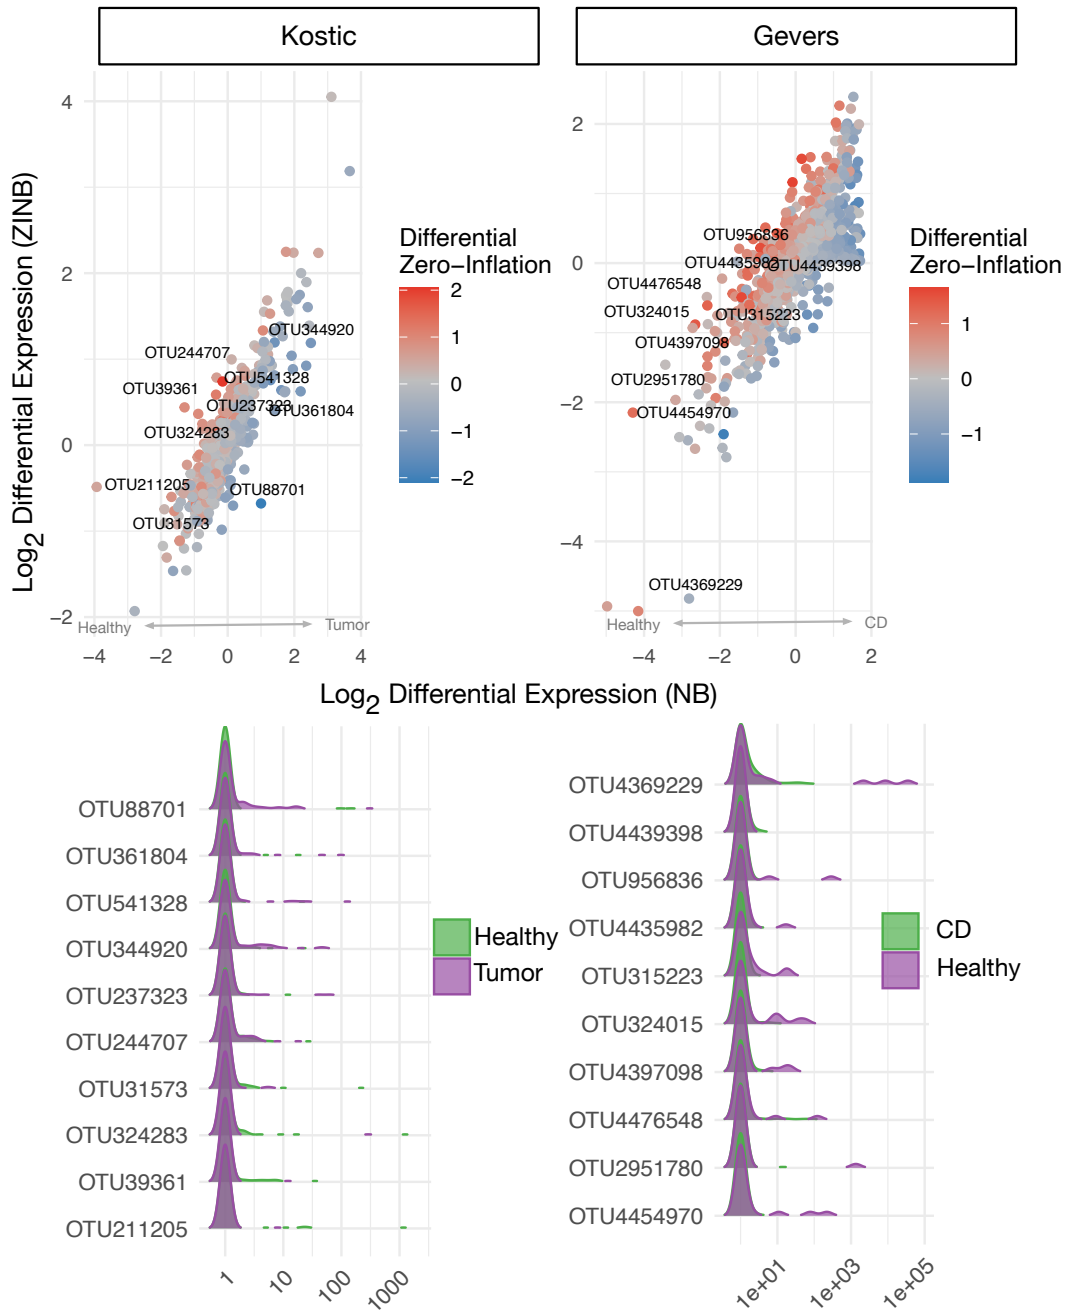 Kostic
Gevers
Log2 Differential Expression (ZINB)
4
2
0
−2
OTU344920
OTU244707
OTU541328
OTU39361
OTU237323
OTU361804
OTU324283
OTU211205
OTU88701
OTU31573
Healthy
Tumor
−4
−2
0
2
4
Differential
Zero−Inflation
2
1
0
−1
−2
2
0
−2
−4
OTU956836
OTU4435982
OTU4439398
OTU4476548
OTU324015
OTU315223
OTU4397098
OTU2951780
OTU4454970
OTU4369229
Healthy
CD
−4
−2
0
2
Differential
Zero−Inflation
1
0
−1
Log2 Differential Expression (NB)
OTU88701
OTU361804
OTU541328
OTU344920
OTU237323
OTU244707
OTU31573
OTU324283
OTU39361
OTU211205
1
10
100
1000
Healthy
Tumor
OTU4369229
OTU4439398
OTU956836
OTU4435982
OTU315223
OTU324015
OTU4397098
OTU4476548
OTU2951780
OTU4454970
1e+01
1e+03
1e+05
CD
Healthy